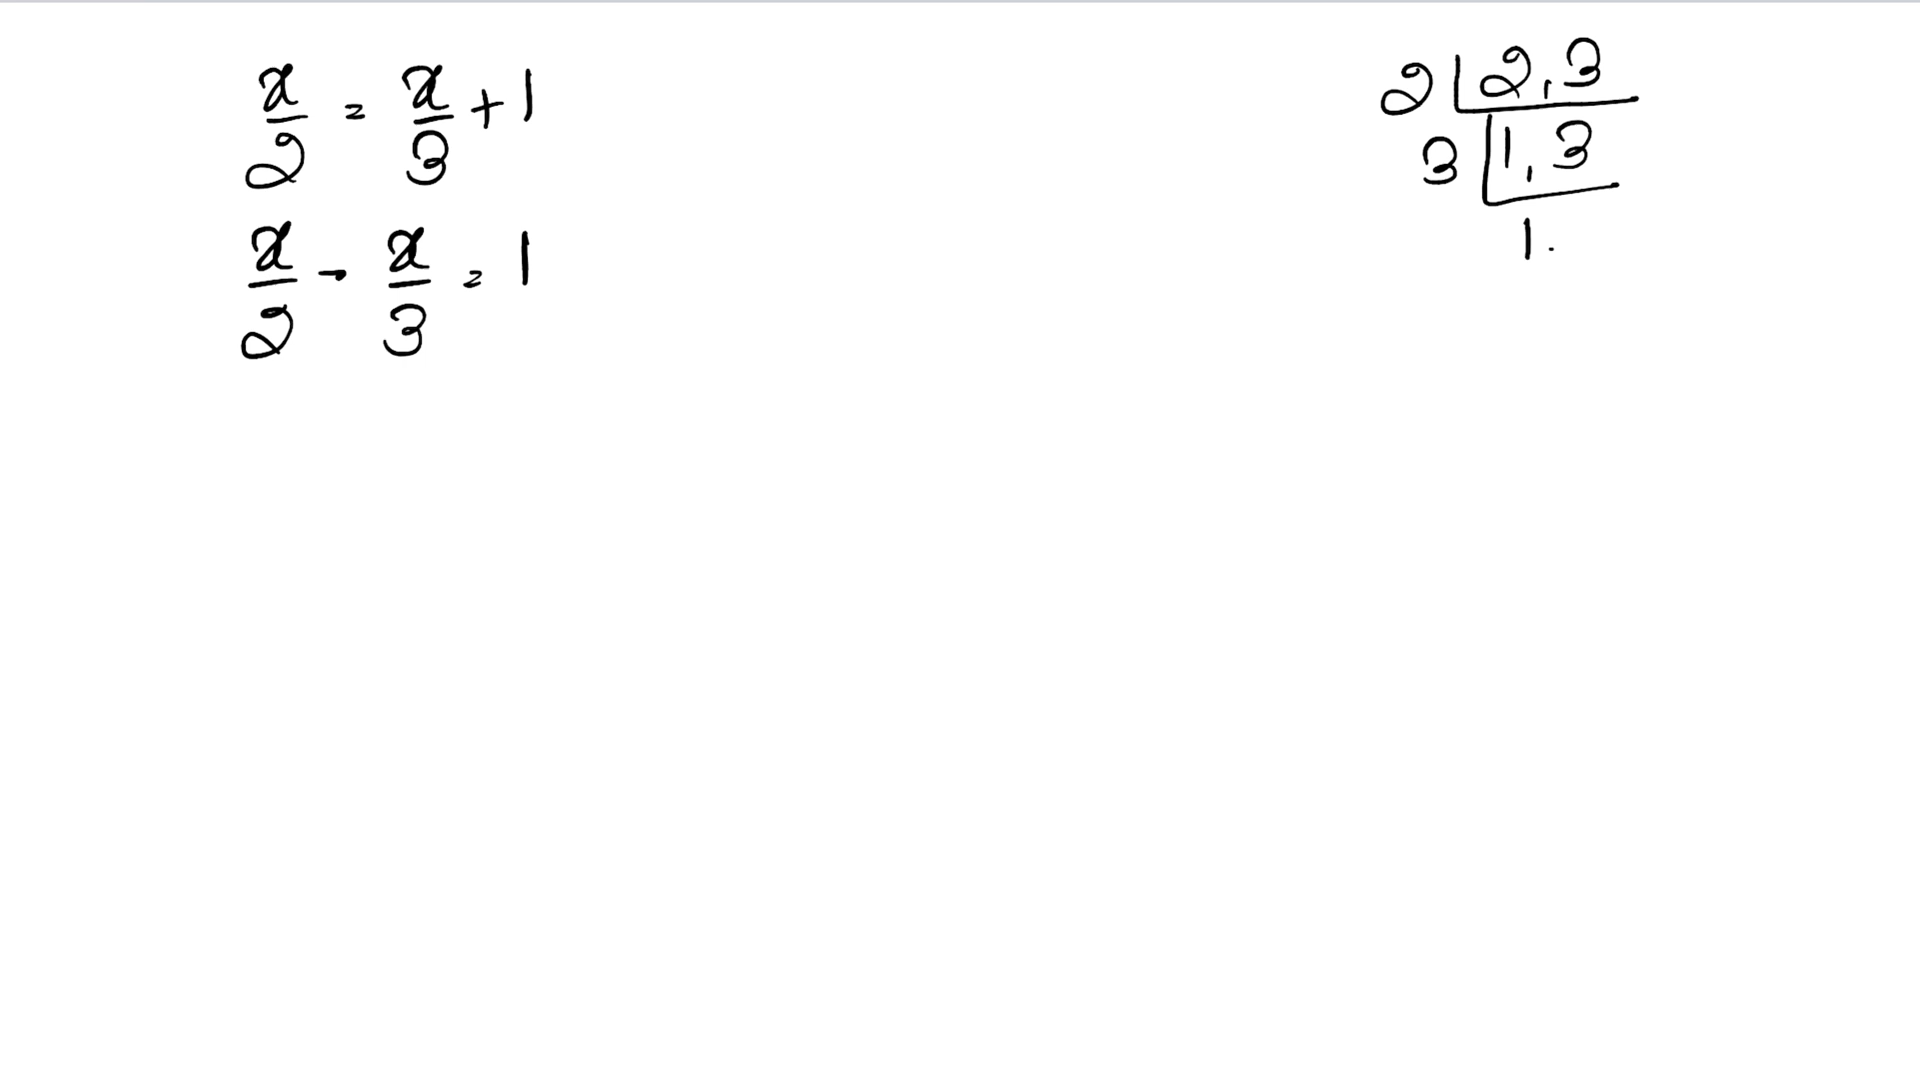 x/2 = x/3 + 1
x/2 - x/3 = 1
2 | 2, 3
3 | 1, 3
1.